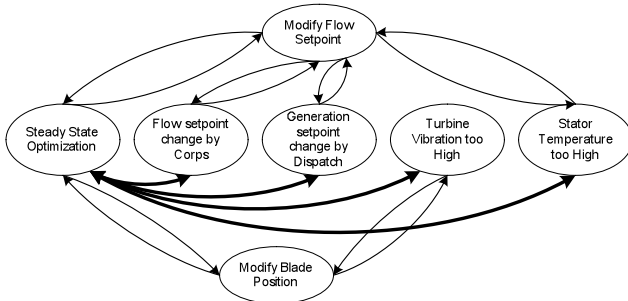 Modify Flow
Setpoint
Steady State
Optimization
Flow setpoint
change by
Corps
Generation
setpoint
change by
Dispatch
Turbine
Vibration too
High
Stator
Temperature
too High
Modify Blade
Position